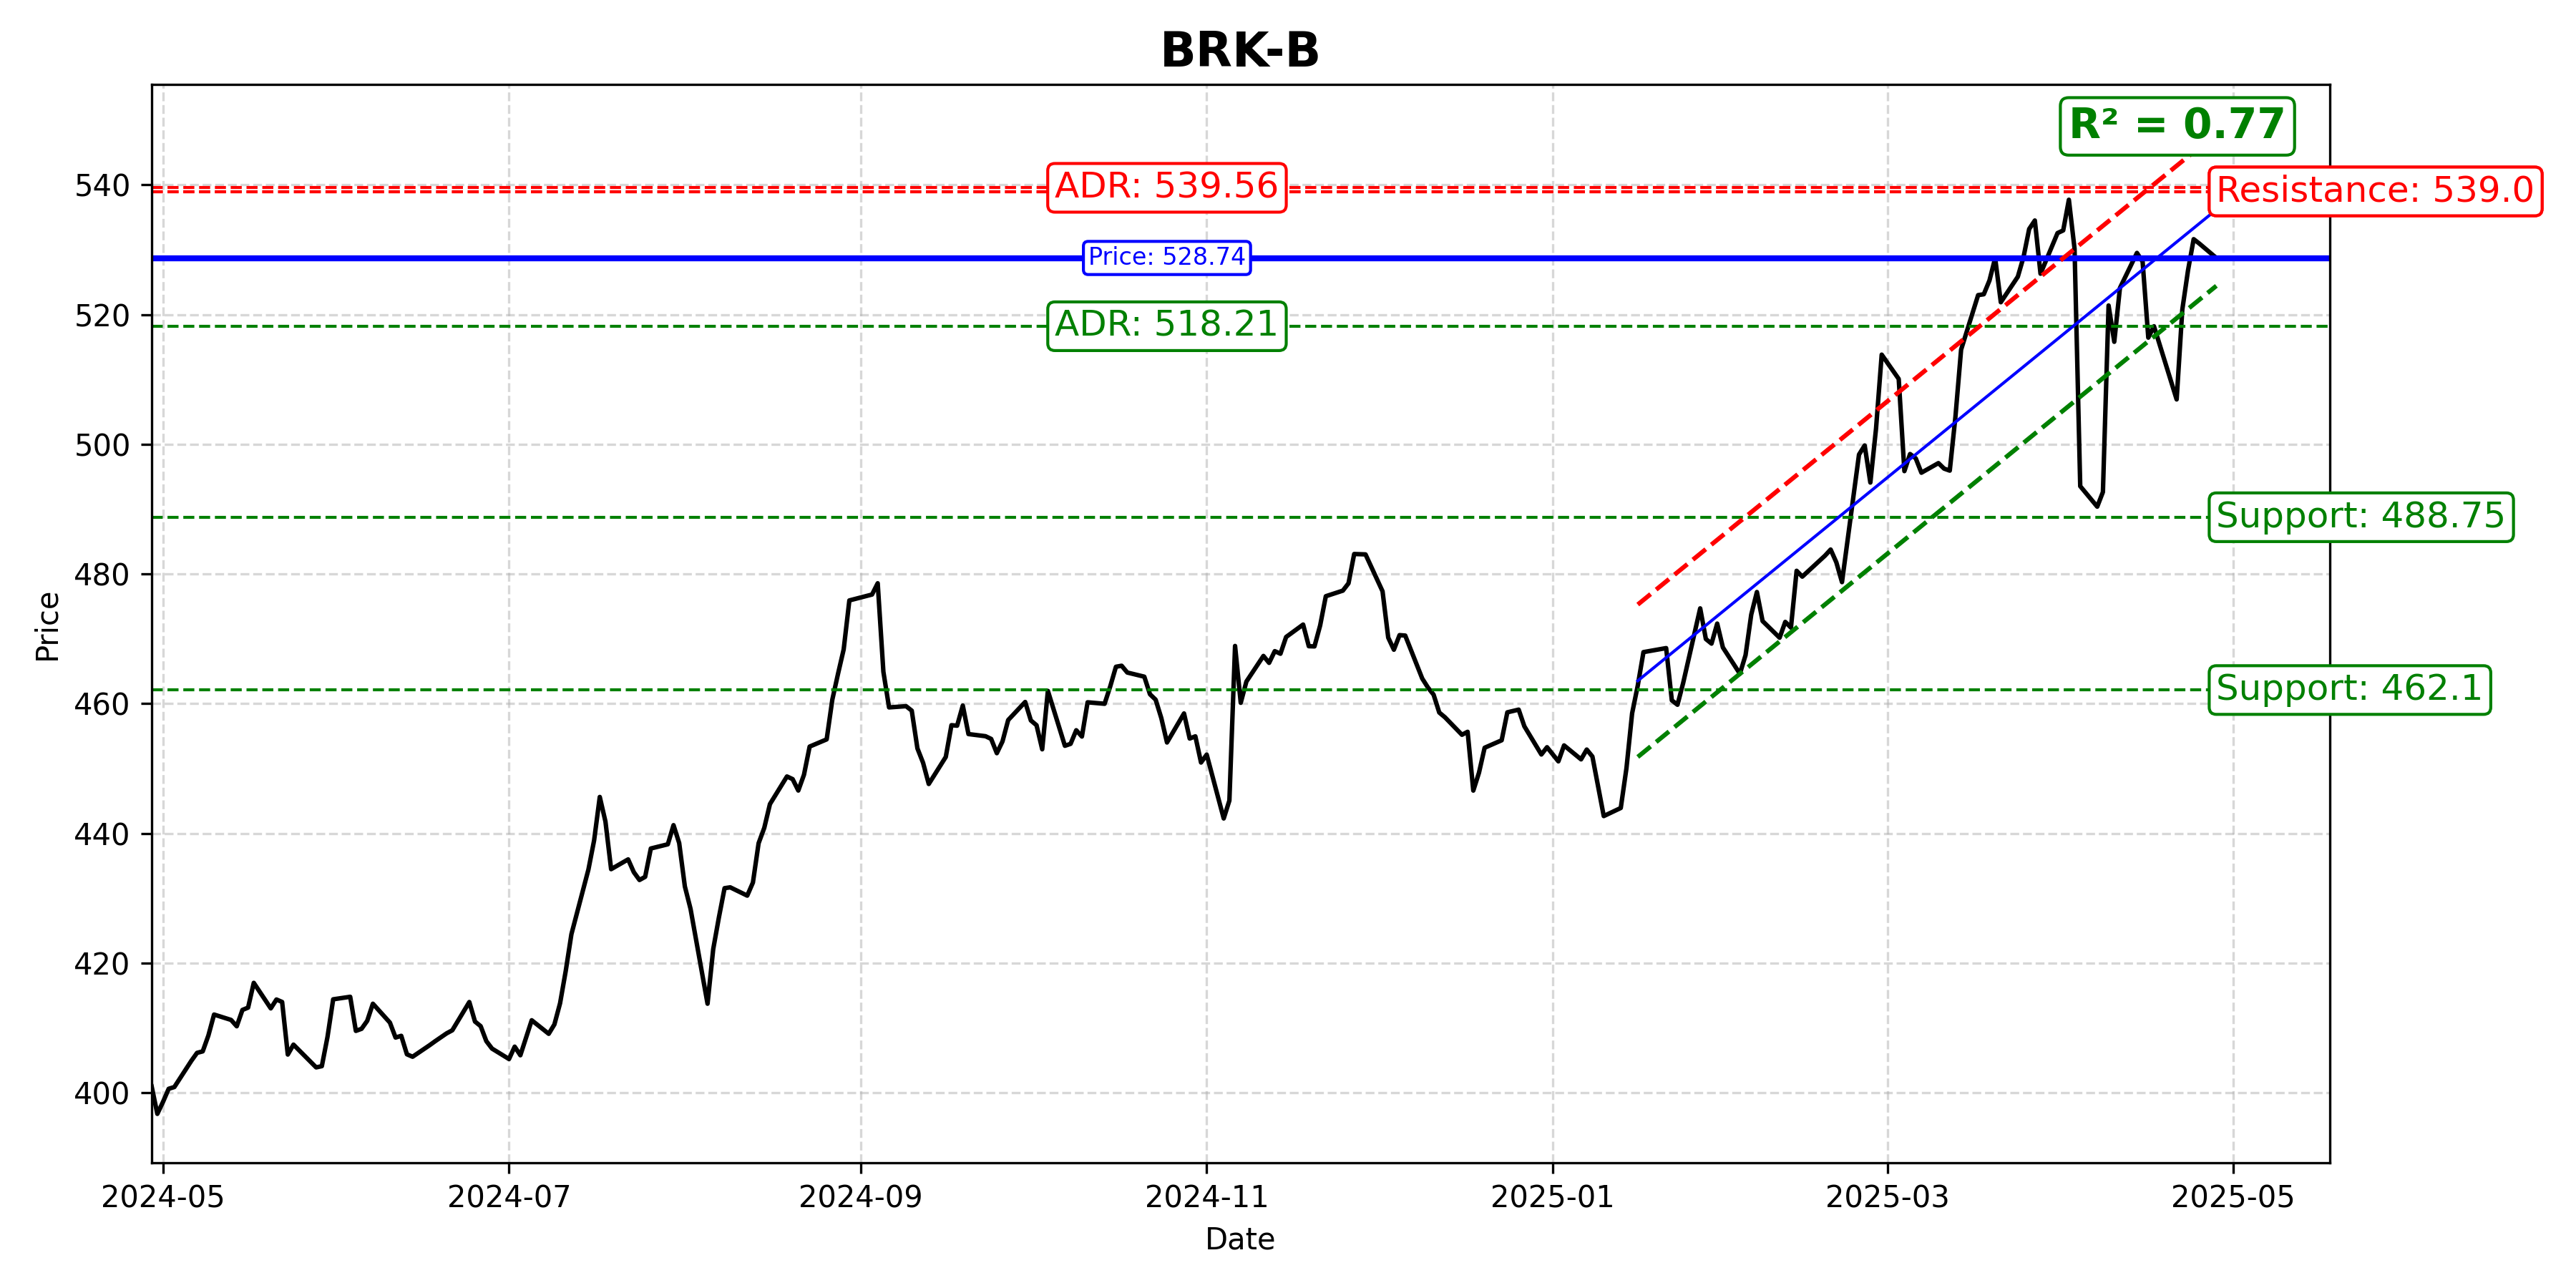 BRK-B
R² = 0.77
540
ADR: 539.56
Resistance: 539.0
Price: 528.74
520
ADR: 518.21
500
Support: 488.75
480
Price
460
Support: 462.1
440
420
400
2024-05
2024-07
2024-09
2024-11
2025-01
2025-03
2025-05
Date